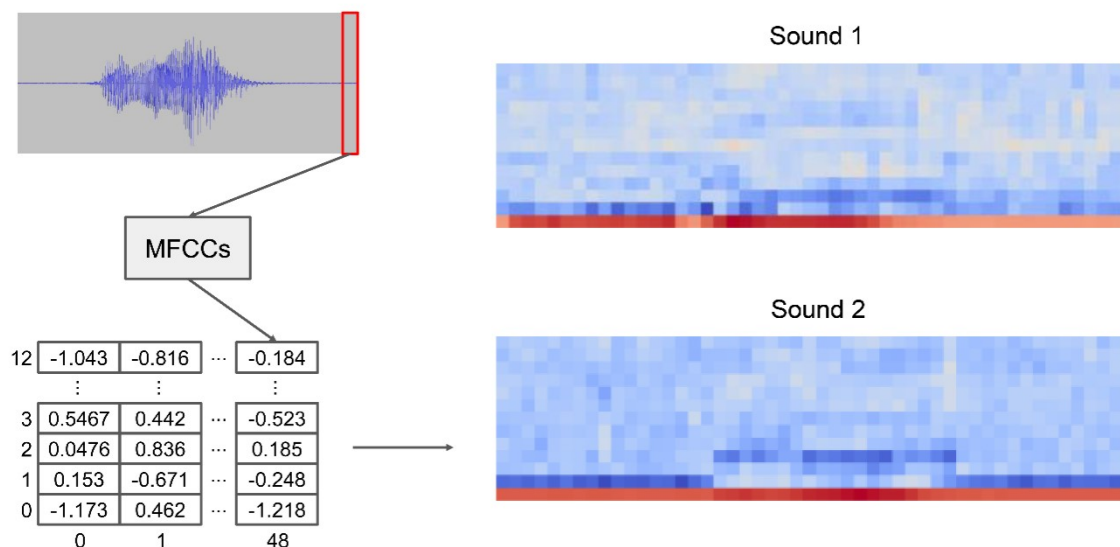 Sound 1
MFCCs
Sound 2
12 -1.043 -0.816 ... -0.184
⋮ ⋮ ⋮
3 0.5467 0.442 ... -0.523
2 0.0476 0.836 ... 0.185
1 0.153 -0.671 ... -0.248
0 -1.173 0.462 ... -1.218
0 1 48